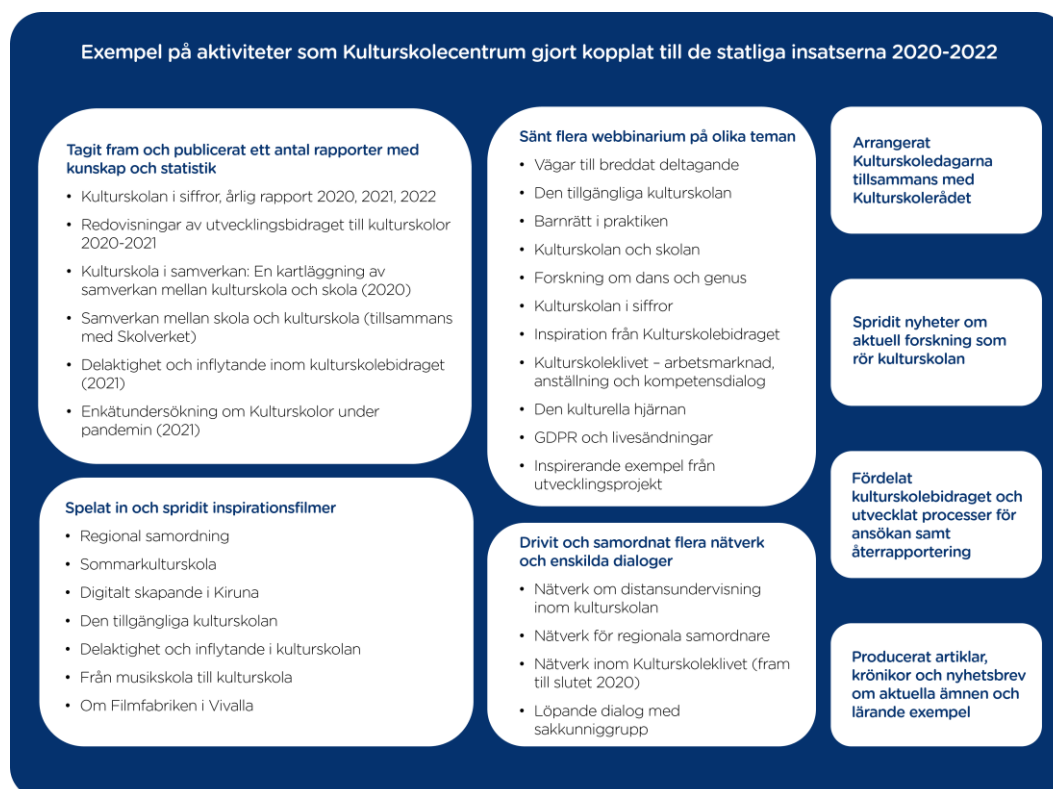 Exempel på aktiviteter som Kulturskolecentrum gjort kopplat till de statliga insatserna 2020-2022
Tagit fram och publicerat ett antal rapporter med
kunskap och statistik
• Kulturskolan i siffror, årlig rapport 2020, 2021, 2022
• Redovisningar av utvecklingsbidraget till kulturskolor
2020-2021
• Kulturskola i samverkan: En kartläggning av
samverkan mellan kulturskola och skola (2020)
• Samverkan mellan skola och kulturskola (tillsammans
med Skolverket)
• Delaktighet och inflytande inom kulturskolebidraget
(2021)
• Enkätundersökning om Kulturskolor under
pandemin (2021)
Spelat in och spridit inspirationsfilmer
• Regional samordning
• Sommarkulturskola
• Digitalt skapande i Kiruna
• Den tillgängliga kulturskolan
• Delaktighet och inflytande i kulturskolan
• Från musikskola till kulturskola
• Om Filmfabriken i Vivalla
Sänt flera webbinarium på olika teman
• Vägar till breddat deltagande
• Den tillgängliga kulturskolan
• Barnrätt i praktiken
• Kulturskolan och skolan
• Forskning om dans och genus
• Kulturskolan i siffror
• Inspiration från Kulturskolebidraget
• Kulturskoleklivet – arbetsmarknad,
anställning och kompetensdialog
• Den kulturella hjärnan
• GDPR och livesändningar
• Inspirerande exempel från
utvecklingsprojekt
Drivit och samordnat flera nätverk
och enskilda dialoger
• Nätverk om distansundervisning
inom kulturskolan
• Nätverk för regionala samordnare
• Nätverk inom Kulturskoleklivet (fram
till slutet 2020)
• Löpande dialog med
sakkunniggrupp
Arrangerat
Kulturskoledagarna
tillsammans med
Kulturskolerådet
Spridit nyheter om
aktuell forskning som
rör kulturskolan
Fördelat
kulturskolebidraget och
utvecklat processer för
ansökan samt
återrapportering
Producerat artiklar,
krönikor och nyhetsbrev
om aktuella ämnen och
lärande exempel